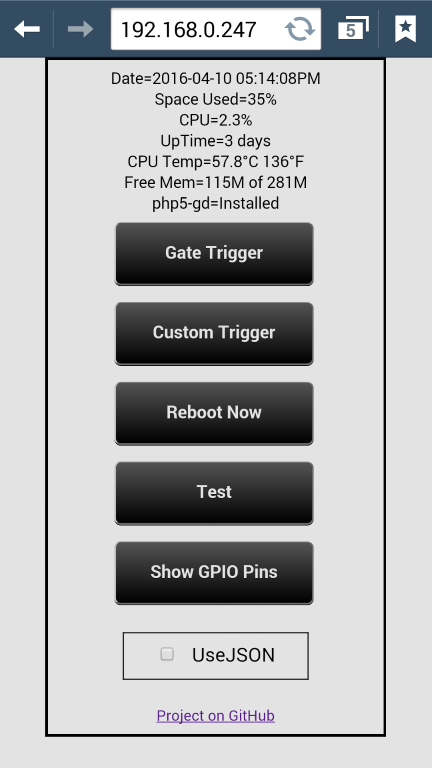 192.168.0.247
5
Date=2016-04-10 05:14:08PM
Space Used=35%
CPU=2.3%
UpTime=3 days
CPU Temp=57.8°C 136°F
Free Mem=115M of 281M
php5-gd=Installed
Gate Trigger
Custom Trigger
Reboot Now
Test
Show GPIO Pins
UseJSON
Project on GitHub